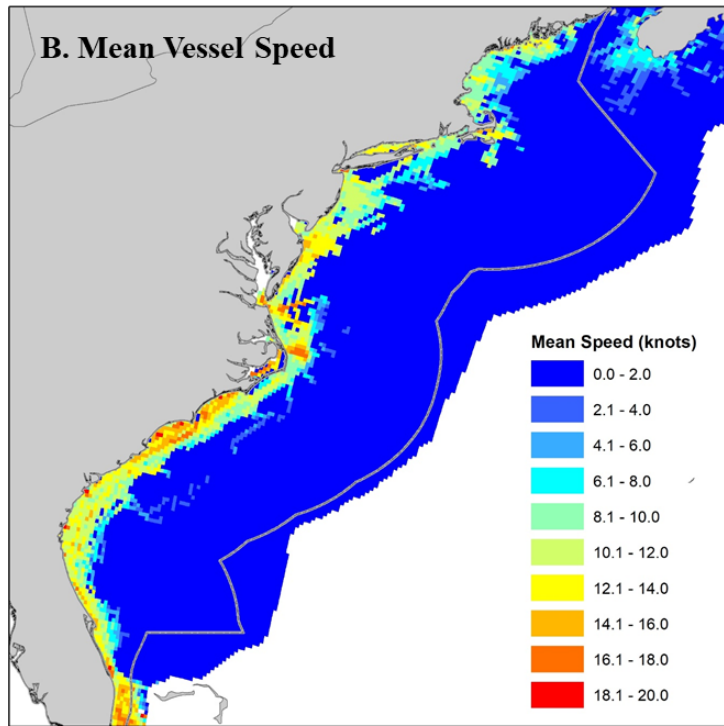 B. Mean Vessel Speed
Mean Speed (knots)
0.0 - 2.0
2.1 - 4.0
4.1 - 6.0
6.1 - 8.0
8.1 - 10.0
10.1 - 12.0
12.1 - 14.0
14.1 - 16.0
16.1 - 18.0
18.1 - 20.0